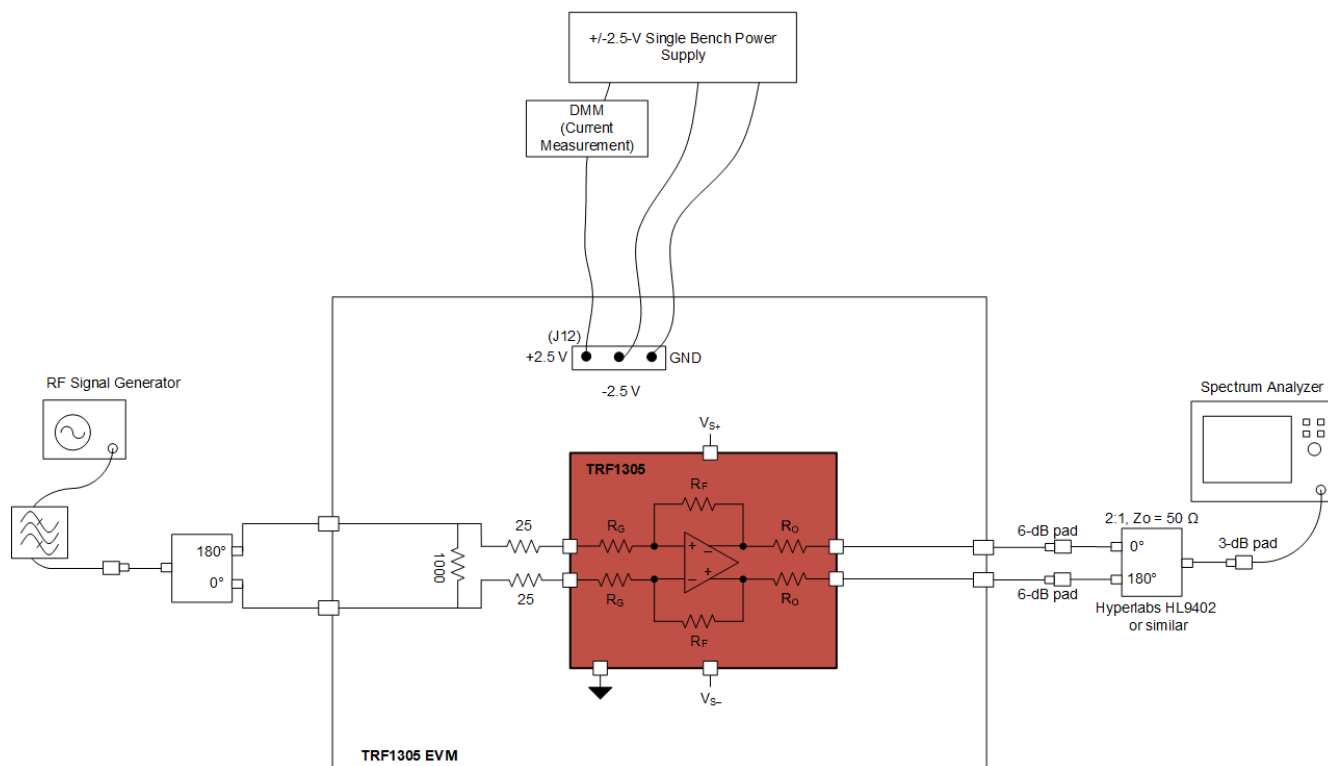 +/-2.5-V Single Bench Power
Supply
DMM
(Current
Measurement)
(J12)
+2.5 V
GND
-2.5 V
RF Signal Generator
Spectrum Analyzer
VS+
TRF1305
RF
25
RG
RO
1000
25
RG
RO
RF
VS–
180°
0°
6-dB pad
6-dB pad
2:1, Zo = 50 Ω
0°
180°
3-dB pad
Hyperlabs HL9402
or similar
TRF1305 EVM